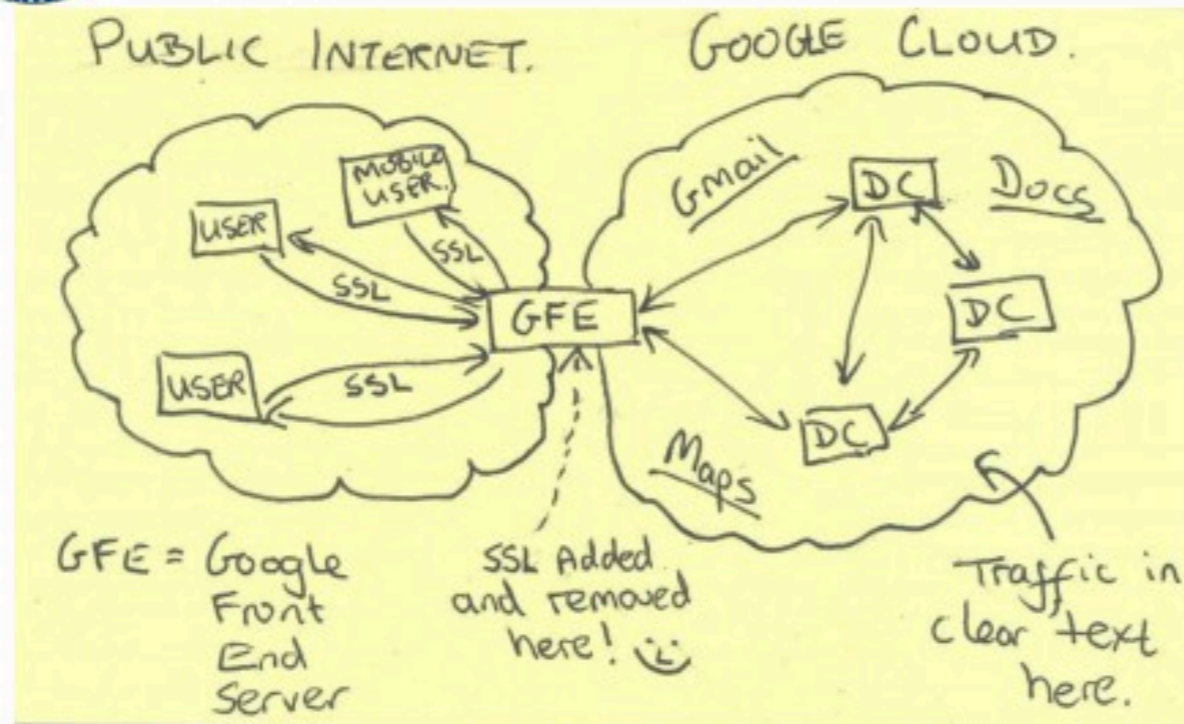 PUBLIC INTERNET.
GOOGLE CLOUD.
MOBILE
USER.
USER
SSL
SSL
USER
SSL
GFE
Gmail
DC
Docs
DC
DC
Maps
GFE = Google
Front
End
Server
SSL Added
and removed
here!
Traffic in
clear text
here.